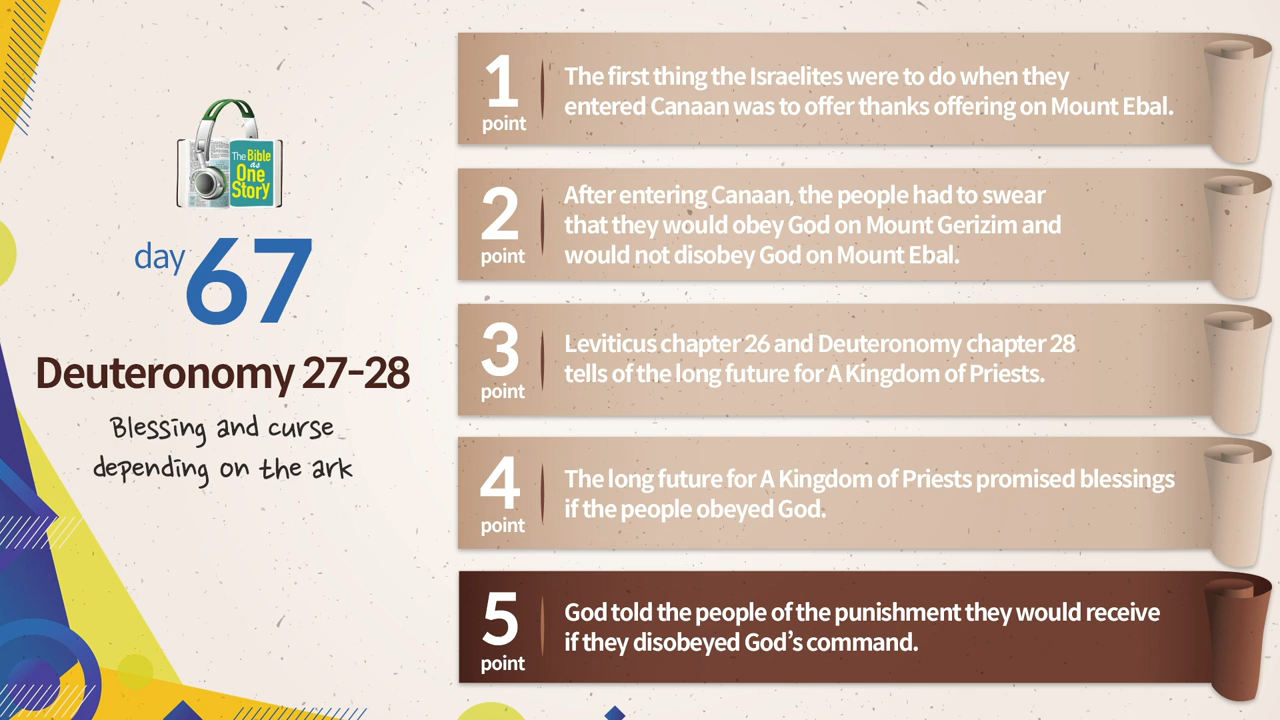 The Bible
as
One
Story
day 67
Deuteronomy 27-28
Blessing and curse
depending on the ark
1
point
The first thing the Israelites were to do when they
entered Canaan was to offer thanks offering on Mount Ebal.
2
point
After entering Canaan, the people had to swear
that they would obey God on Mount Gerizim and
would not disobey God on Mount Ebal.
3
point
Leviticus chapter 26 and Deuteronomy chapter 28
tells of the long future for A Kingdom of Priests.
4
point
The long future for A Kingdom of Priests promised blessings
if the people obeyed God.
5
point
God told the people of the punishment they would receive
if they disobeyed God's command.